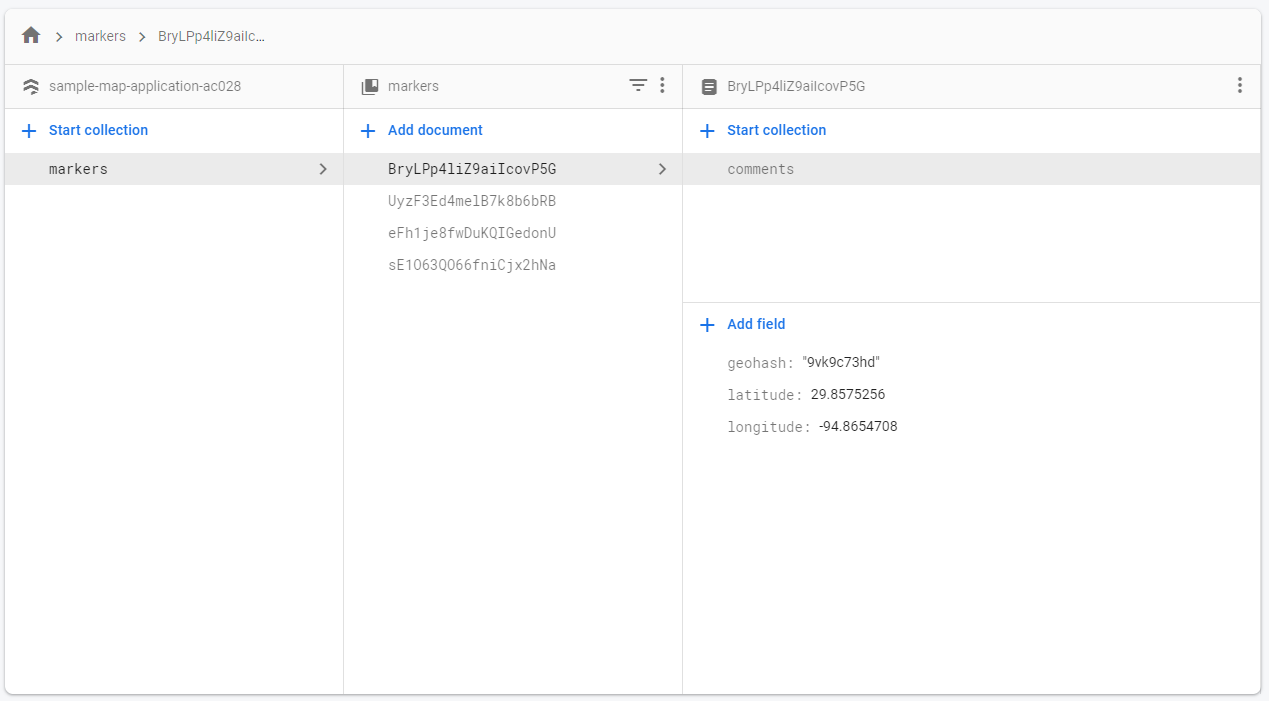 markers
BryLPp4liZ9aiIc…
sample-map-application-ac028
Start collection
markers
markers
Add document
BryLPp4liZ9aiIcovP5G
UyzF3Ed4melB7k8b6bRB
eFh1je8fwDuKQIGedonU
sE1O63QO66fniCjx2hNa
BryLPp4liZ9aiIcovP5G
Start collection
comments
Add field
geohash: "9vk9c73hd"
latitude: 29.8575256
longitude: -94.8654708